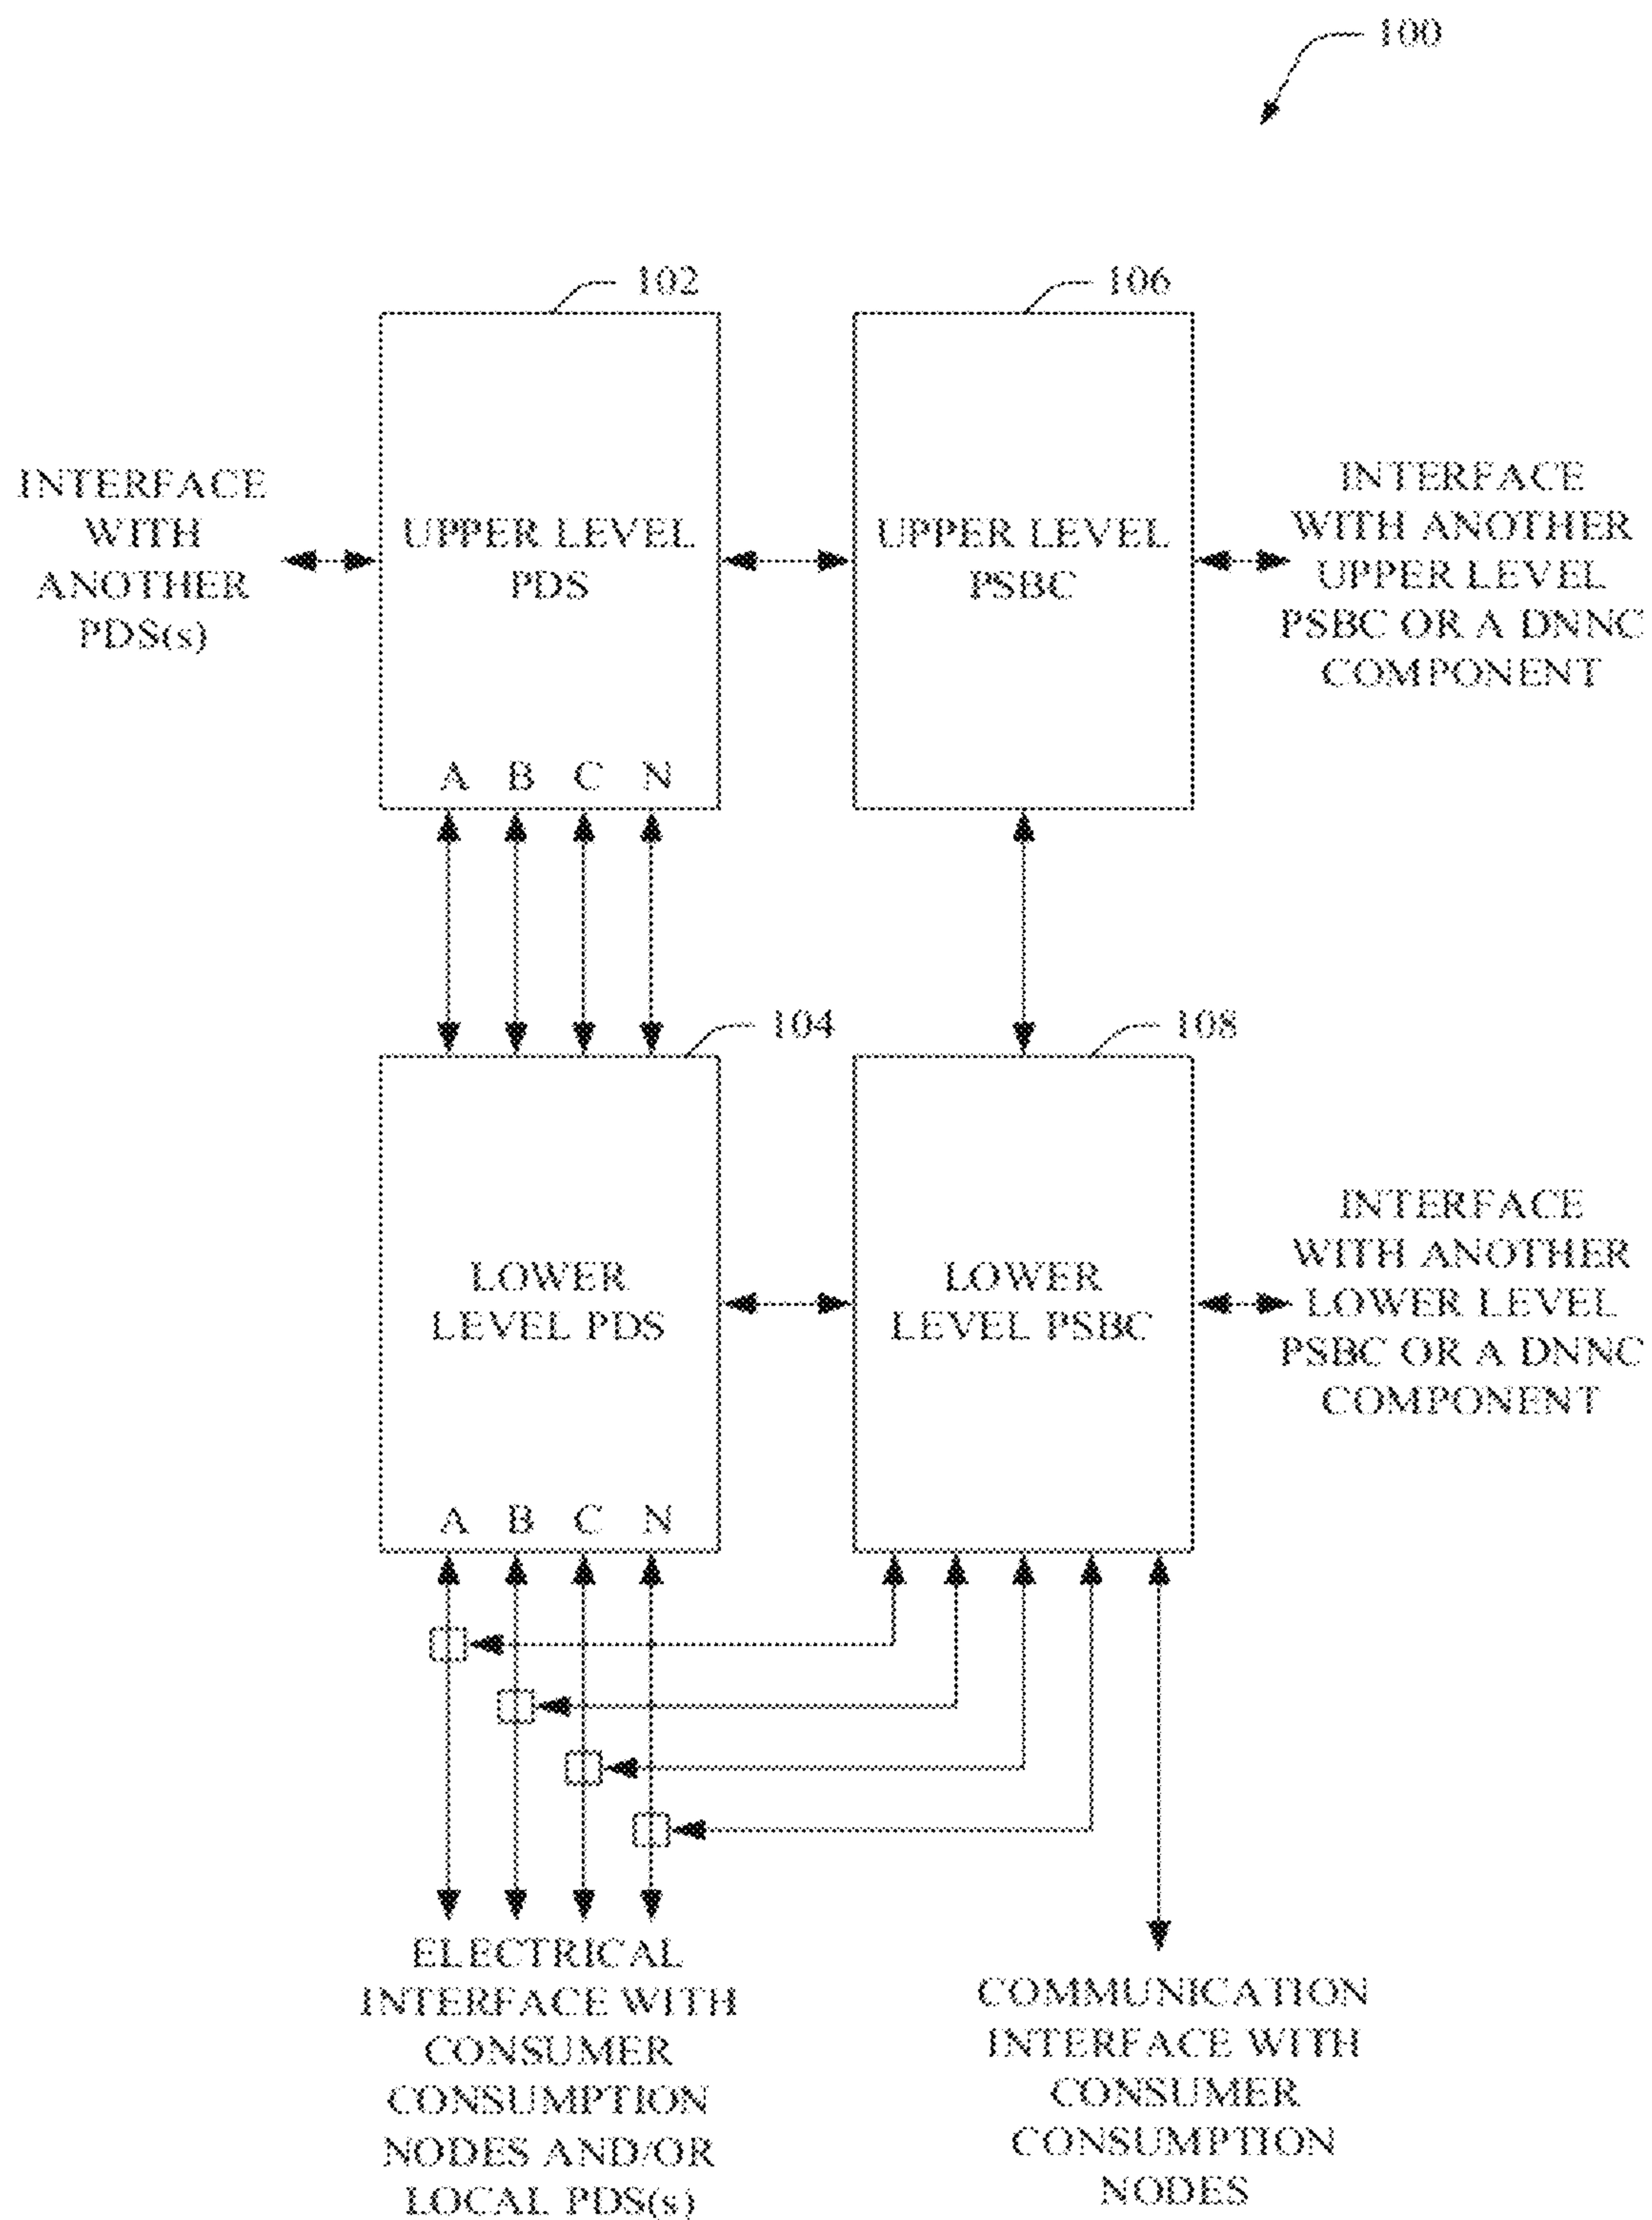 100
102
106
INTERFACE
WITH
ANOTHER
PDS(s)
UPPER LEVEL
PDS
UPPER LEVEL
PSBC
INTERFACE
WITH ANOTHER
UPPER LEVEL
PSBC OR A DNNC
COMPONENT
A B C N
104
108
LOWER
LEVEL PDS
LOWER
LEVEL PSBC
INTERFACE
WITH ANOTHER
LOWER LEVEL
PSBC OR A DNNC
COMPONENT
A B C N
ELECTRICAL
INTERFACE WITH
CONSUMER
CONSUMPTION
NODES AND/OR
LOCAL PDS(s)
COMMUNICATION
INTERFACE WITH
CONSUMER
CONSUMPTION
NODES